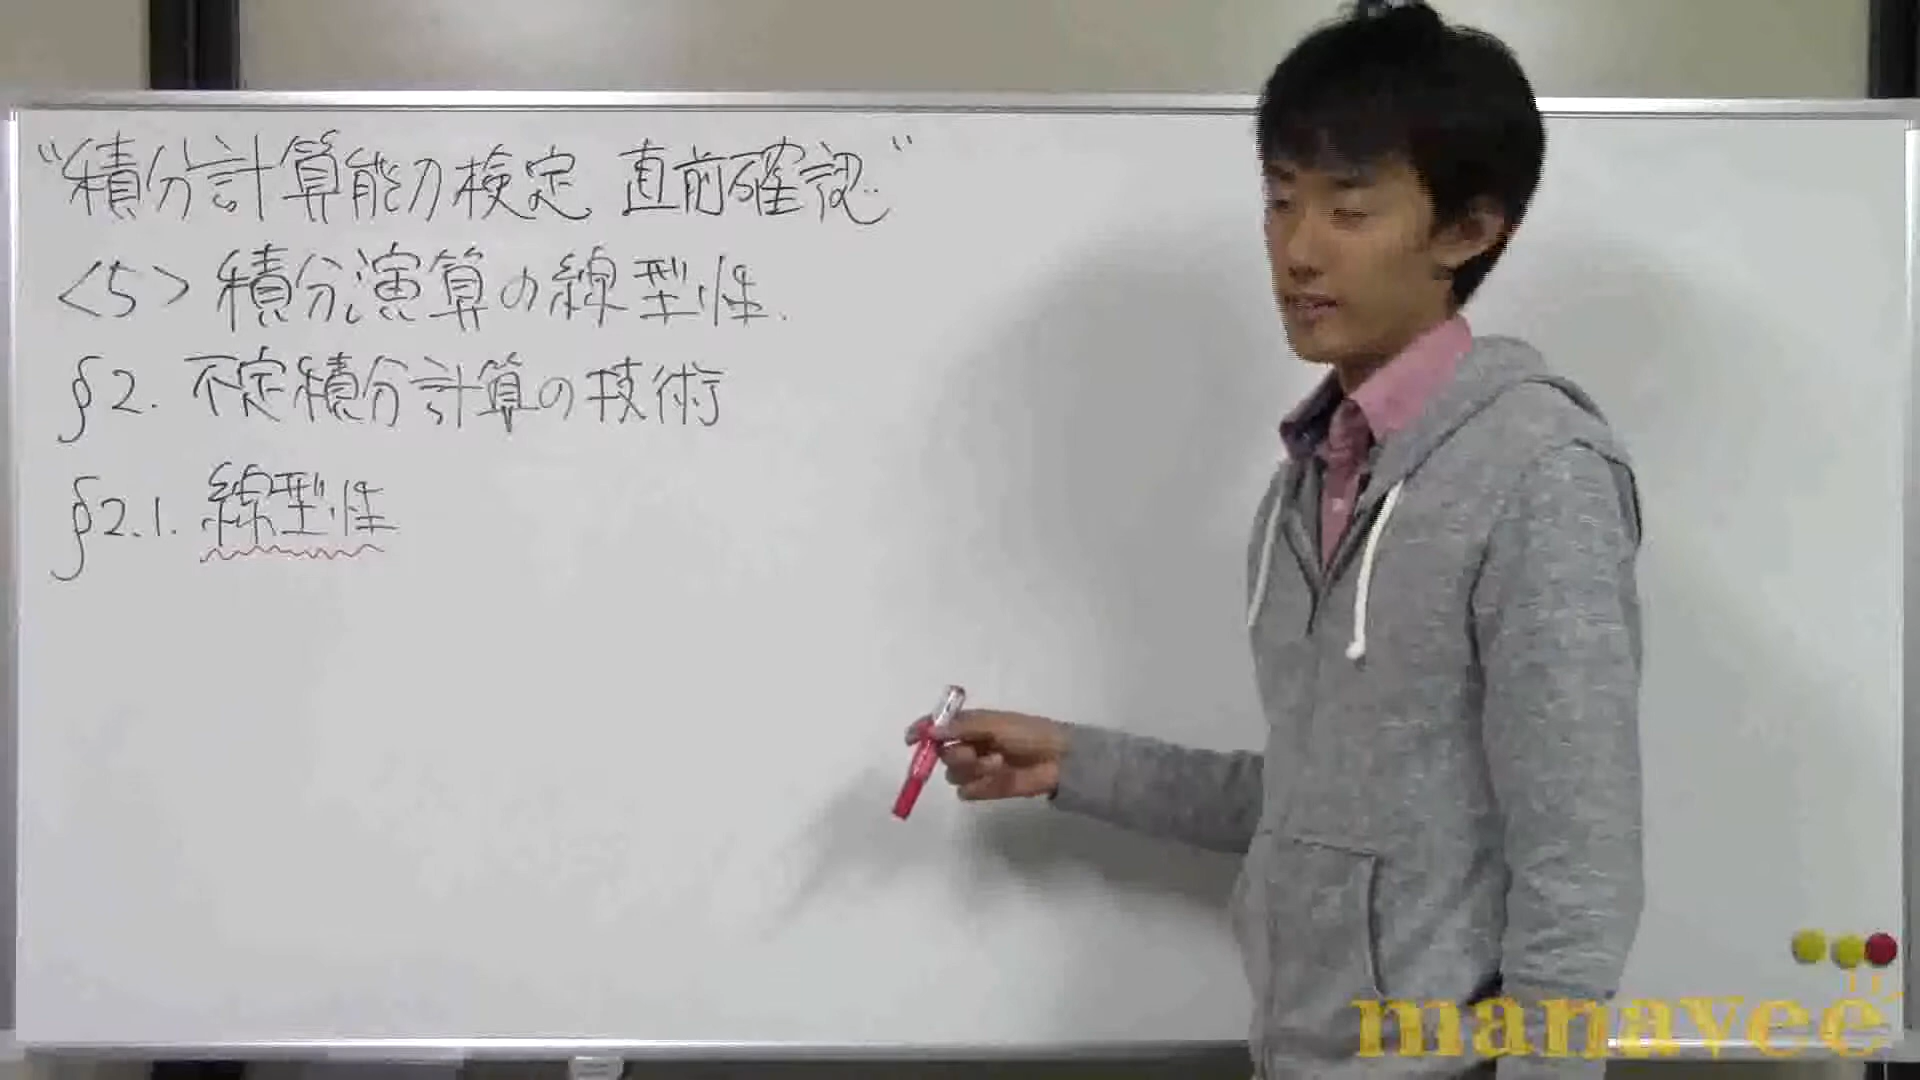 “積分計算能力検定 直前確認”
<5> 積分演算の線型性.
§2. 不定積分計算の技術
§2.1. 線型性
manavee